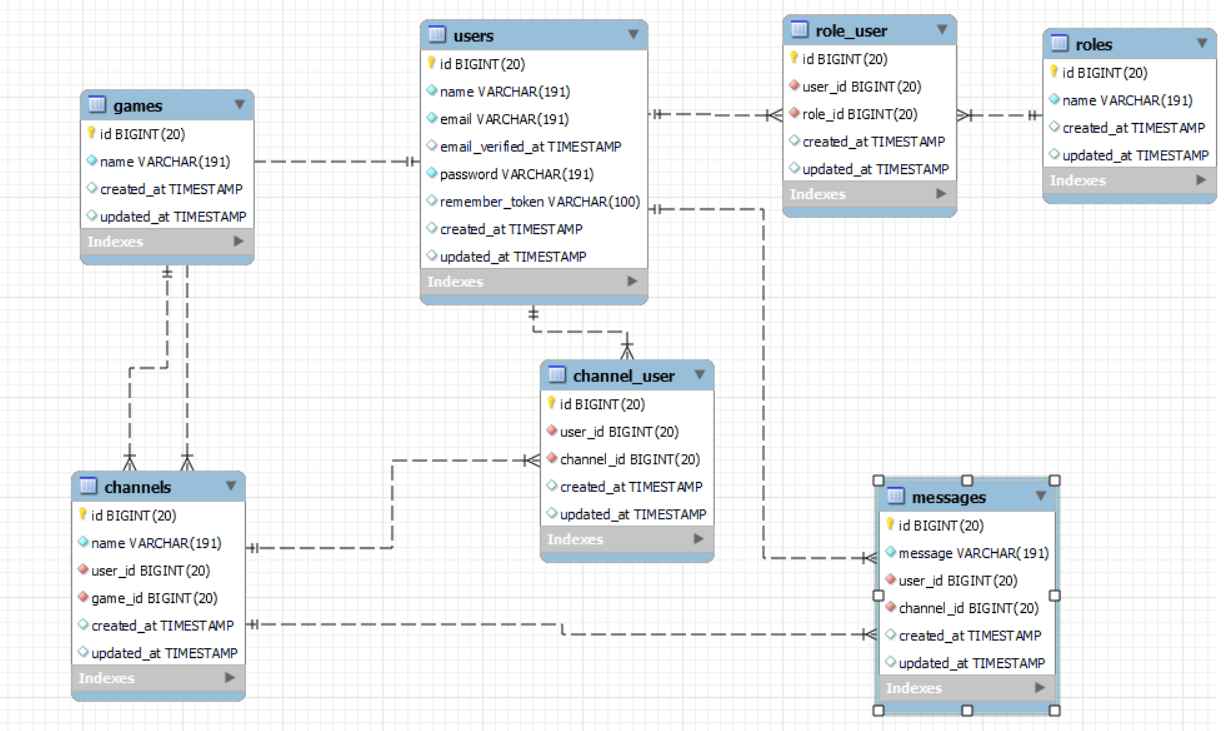 games
id BIGINT(20)
name VARCHAR(191)
created_at TIMESTAMP
updated_at TIMESTAMP
Indexes
users
id BIGINT(20)
name VARCHAR(191)
email VARCHAR(191)
email_verified_at TIMESTAMP
password VARCHAR(191)
remember_token VARCHAR(100)
created_at TIMESTAMP
updated_at TIMESTAMP
Indexes
role_user
id BIGINT(20)
user_id BIGINT(20)
role_id BIGINT(20)
created_at TIMESTAMP
updated_at TIMESTAMP
Indexes
roles
id BIGINT(20)
name VARCHAR(191)
created_at TIMESTAMP
updated_at TIMESTAMP
Indexes
channel_user
id BIGINT(20)
user_id BIGINT(20)
channel_id BIGINT(20)
created_at TIMESTAMP
updated_at TIMESTAMP
Indexes
channels
id BIGINT(20)
name VARCHAR(191)
user_id BIGINT(20)
game_id BIGINT(20)
created_at TIMESTAMP
updated_at TIMESTAMP
Indexes
messages
id BIGINT(20)
message VARCHAR(191)
user_id BIGINT(20)
channel_id BIGINT(20)
created_at TIMESTAMP
updated_at TIMESTAMP
Indexes